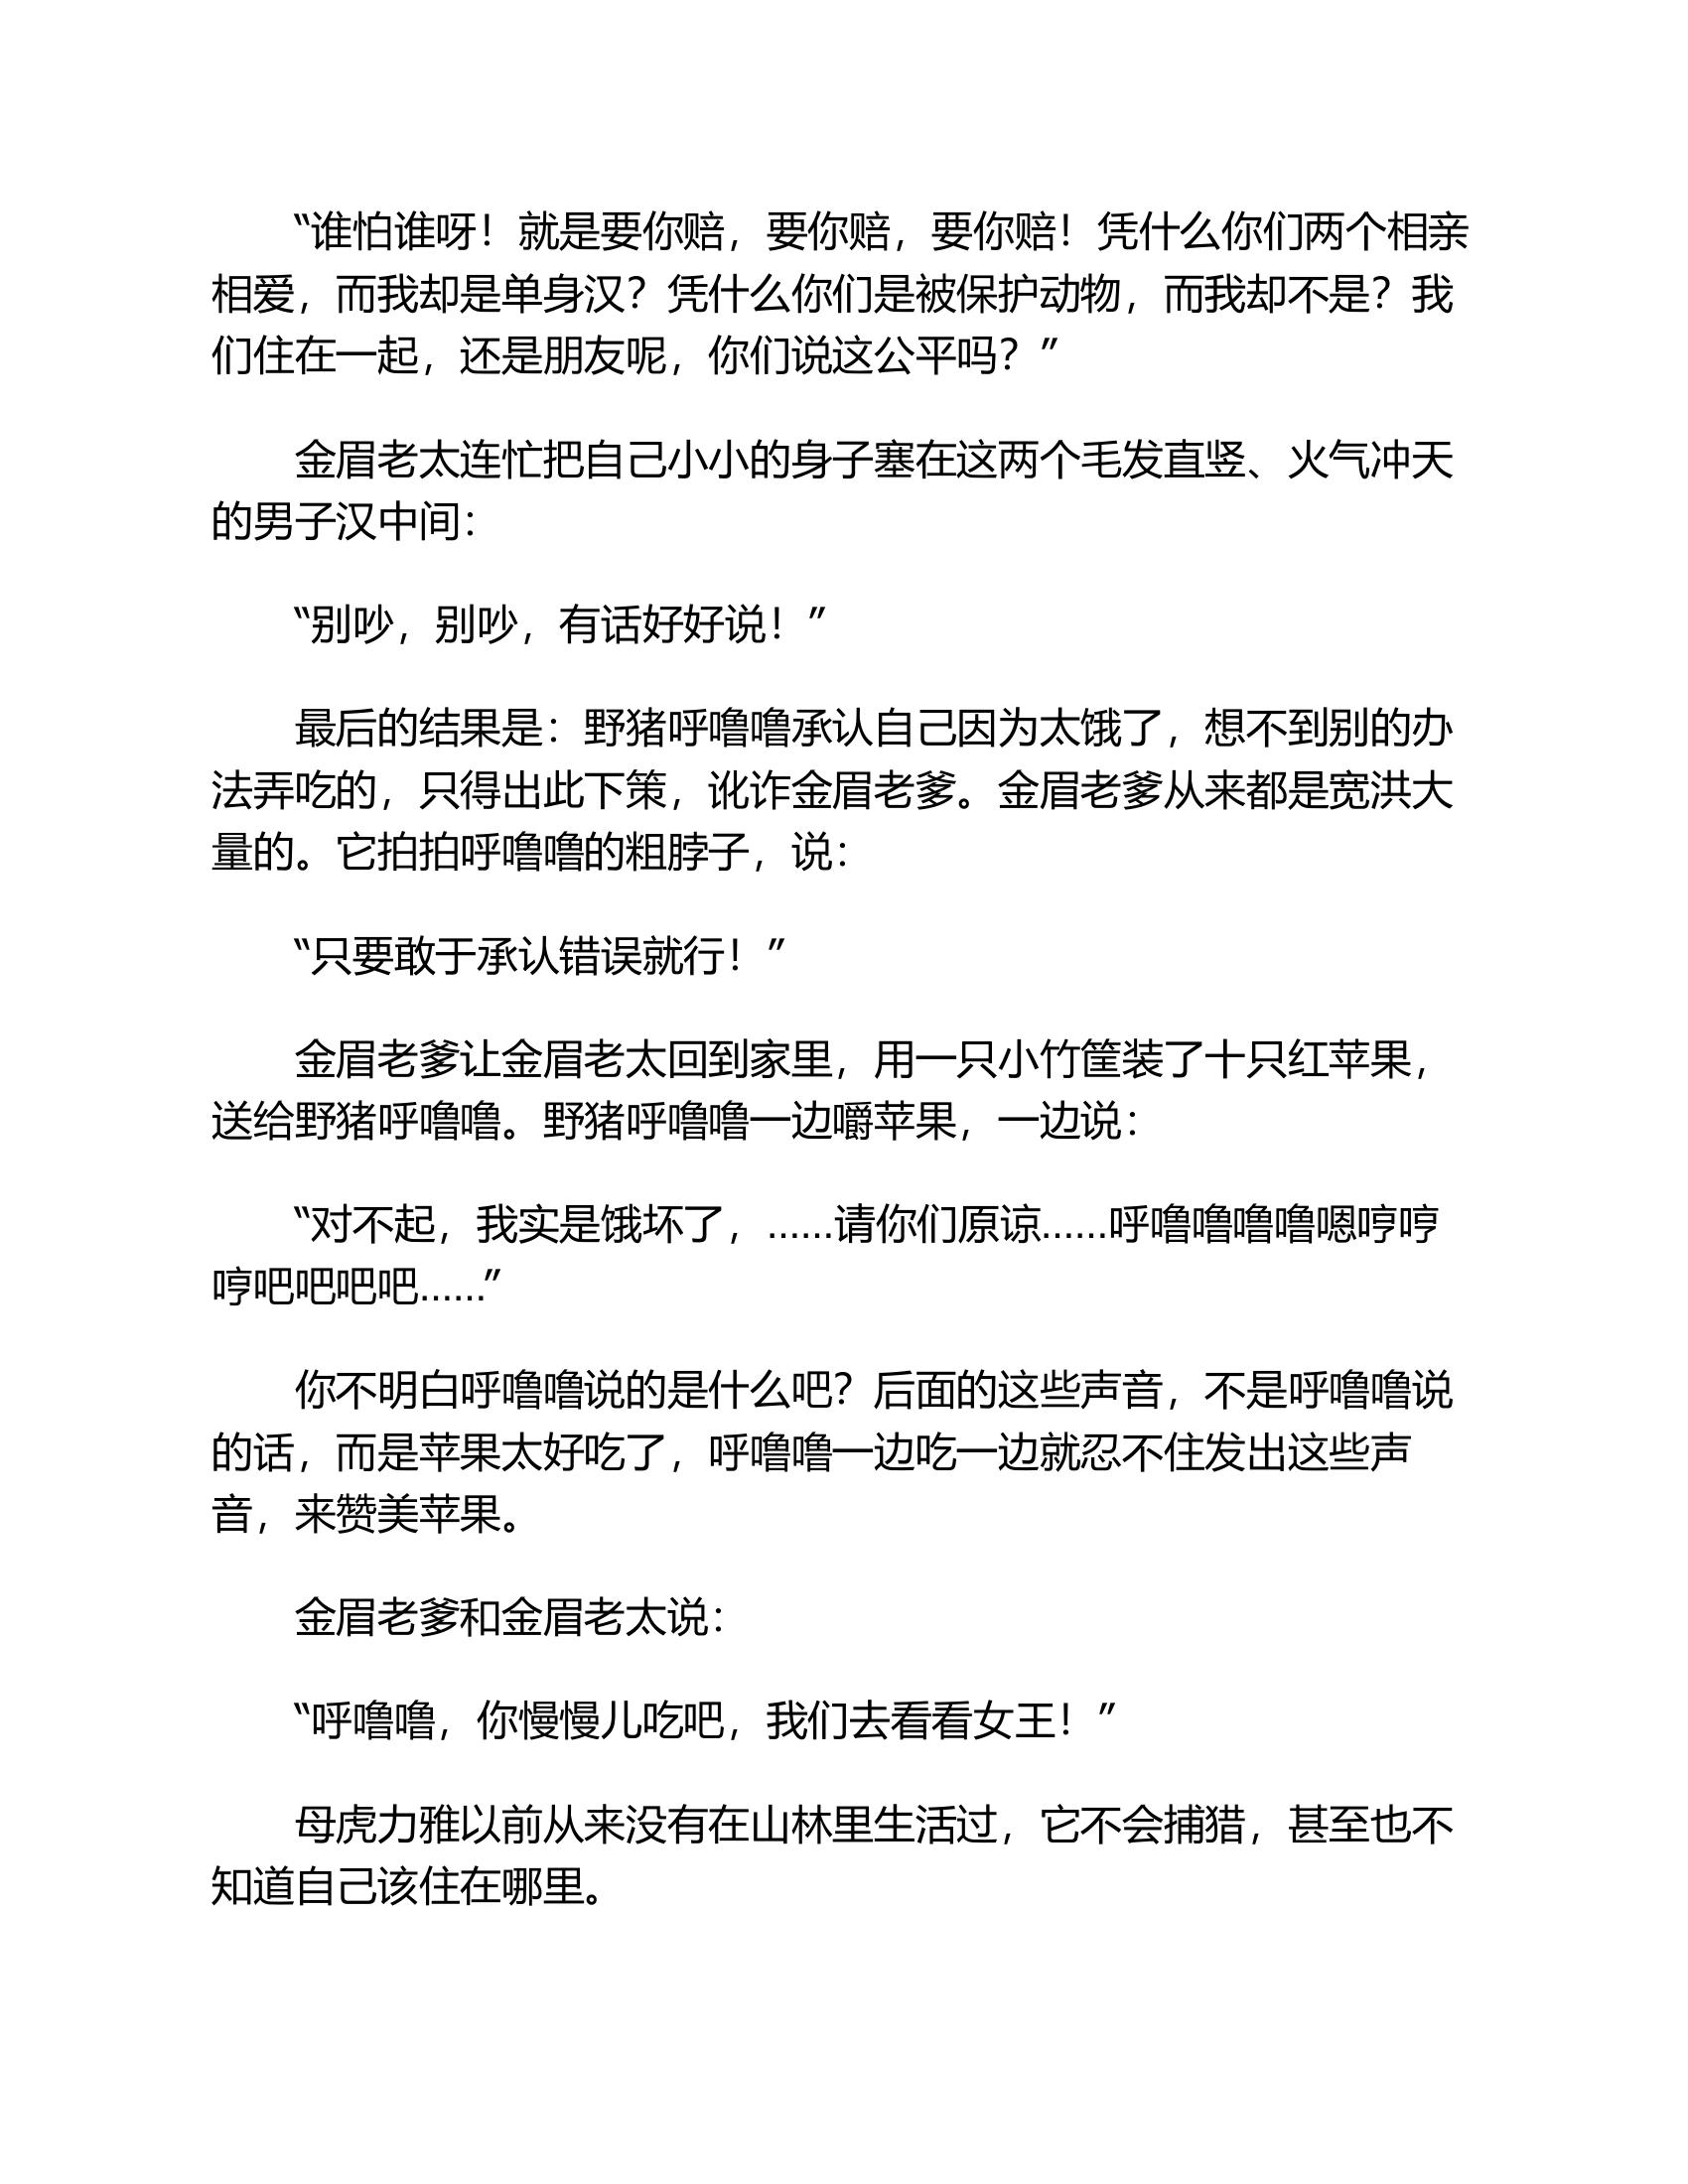 “谁怕谁呀！就是要你赔，要你赔，要你赔！凭什么你们两个相亲
相爱，而我却是单身汉？凭什么你们是被保护动物，而我却不是？我
们住在一起，还是朋友呢，你们说这公平吗？”
金眉老太连忙把自己小小的身子塞在这两个毛发直竖、火气冲天
的男子汉中间：
“别吵，别吵，有话好好说！”
最后的结果是：野猪呼噜噜承认自己因为太饿了，想不到别的办
法弄吃的，只得出此下策，讹诈金眉老爹。金眉老爹从来都是宽洪大
量的。它拍拍呼噜噜的粗脖子，说：
“只要敢于承认错误就行！”
金眉老爹让金眉老太回到家里，用一只小竹筐装了十只红苹果，
送给野猪呼噜噜。野猪呼噜噜一边嚼苹果，一边说：
“对不起，我实是饿坏了，……请你们原谅……呼噜噜噜噜嗯哼哼
哼吧吧吧吧……”
你不明白呼噜噜说的是什么吧？后面的这些声音，不是呼噜噜说
的话，而是苹果太好吃了，呼噜噜一边吃一边就忍不住发出这些声
音，来赞美苹果。
金眉老爹和金眉老太说：
“呼噜噜，你慢慢儿吃吧，我们去看看女王！”
母虎力雅以前从来没有在山林里生活过，它不会捕猎，甚至也不
知道自己该住在哪里。